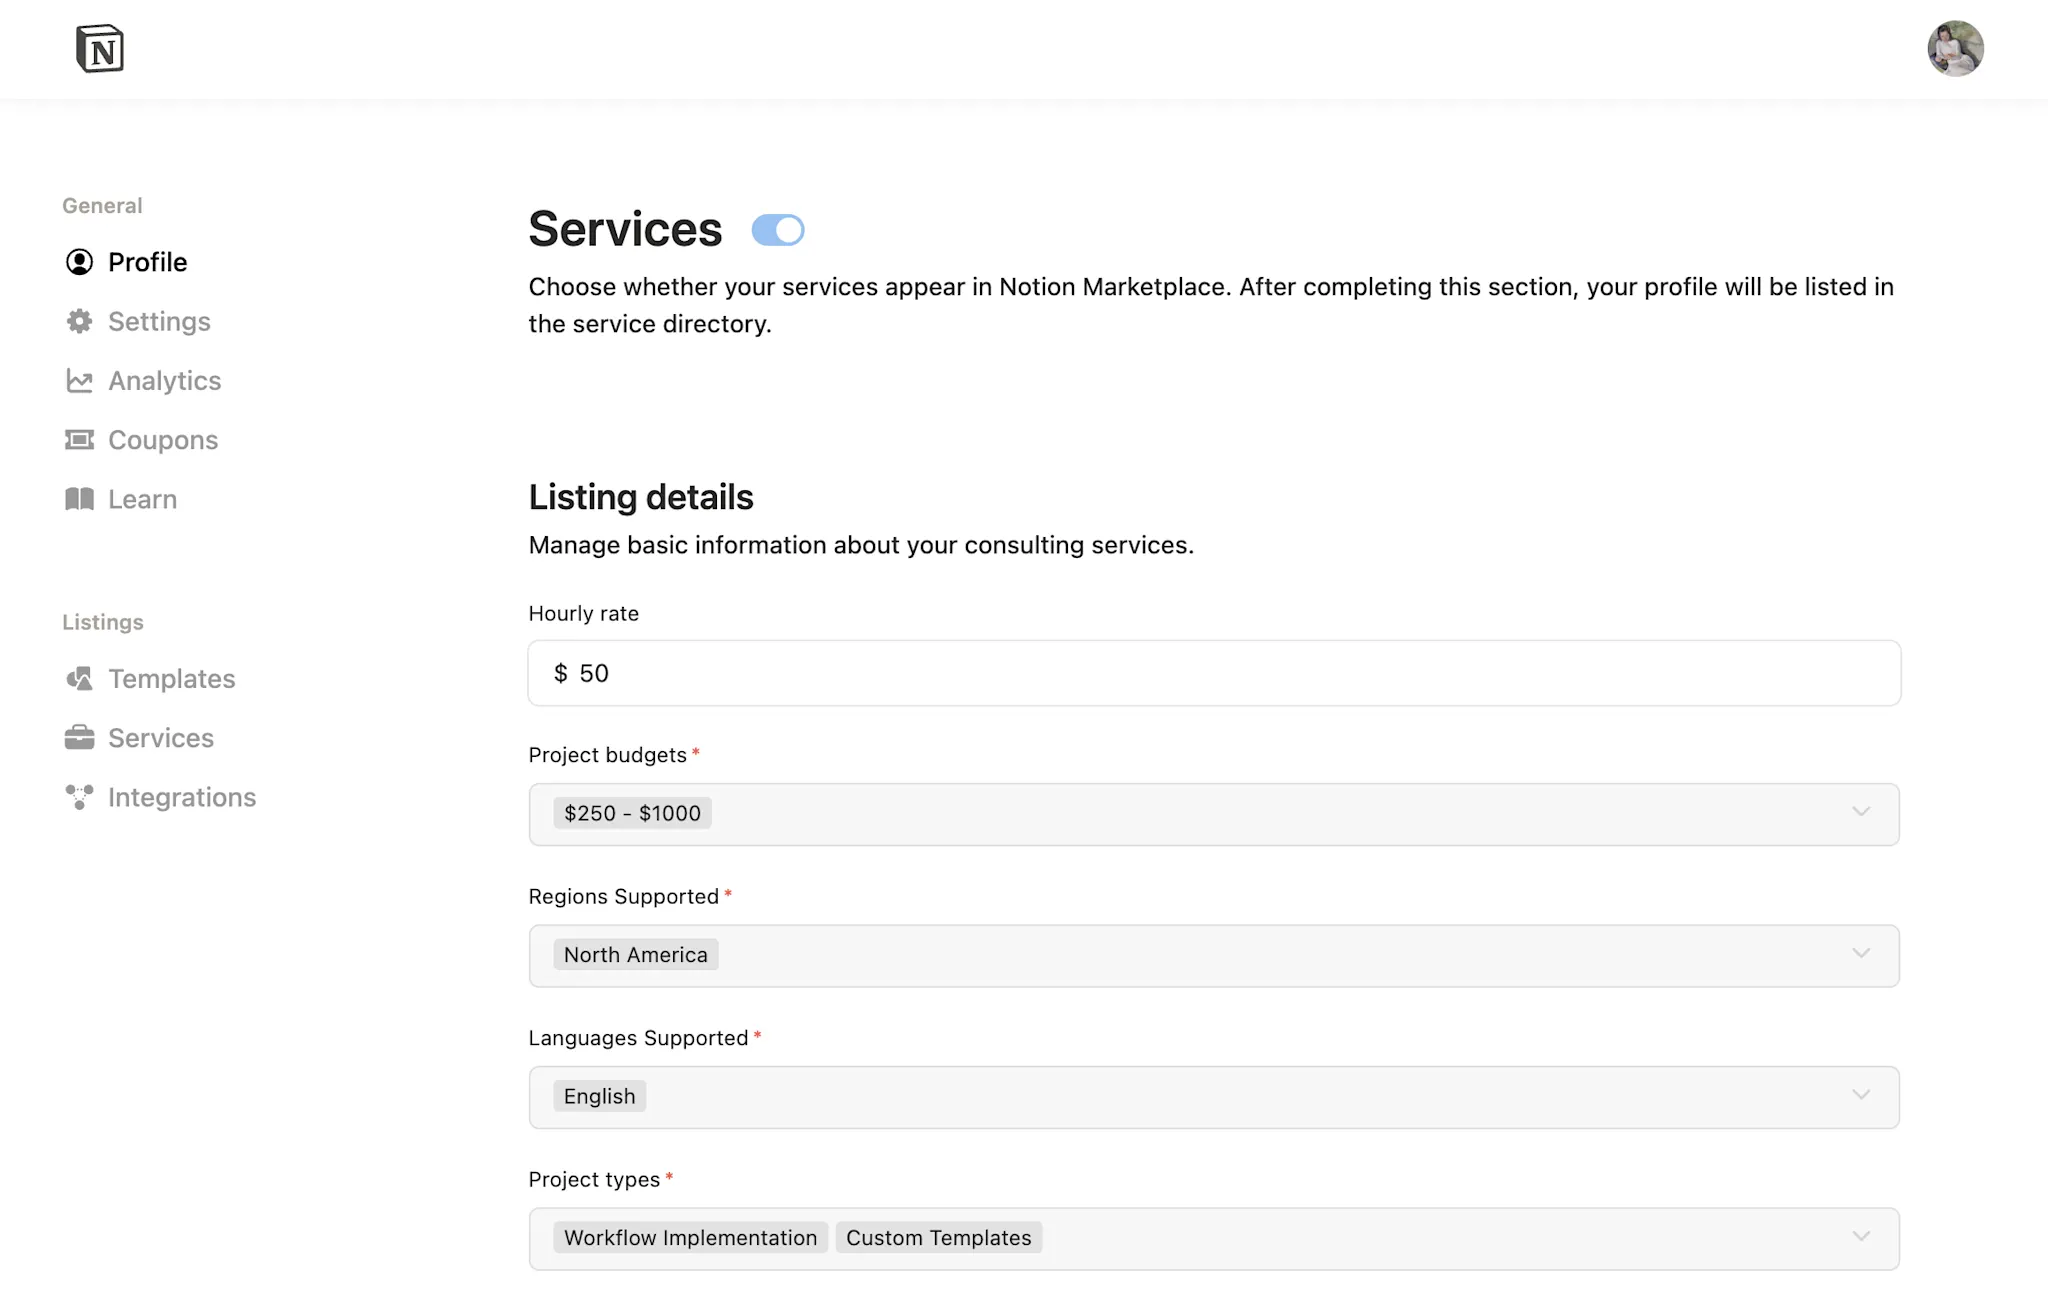 N
General
Profile
Settings
Analytics
Coupons
Learn
Listings
Templates
Services
Integrations
Services
Choose whether your services appear in Notion Marketplace. After completing this section, your profile will be listed in
the service directory.
Listing details
Manage basic information about your consulting services.
Hourly rate
$ 50
Project budgets*
$250 - $1000
Regions Supported*
North America
Languages Supported*
English
Project types*
Workflow Implementation Custom Templates